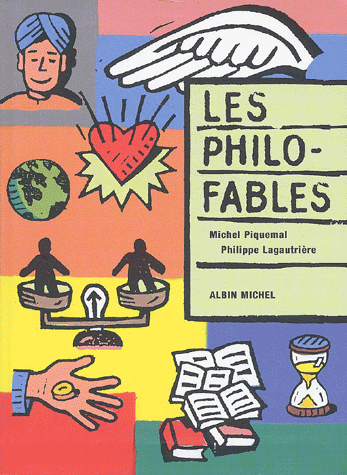 LES
PHILO-
FABLES
Michel Piquemal
Philippe Lagautrière
ALBIN MICHEL